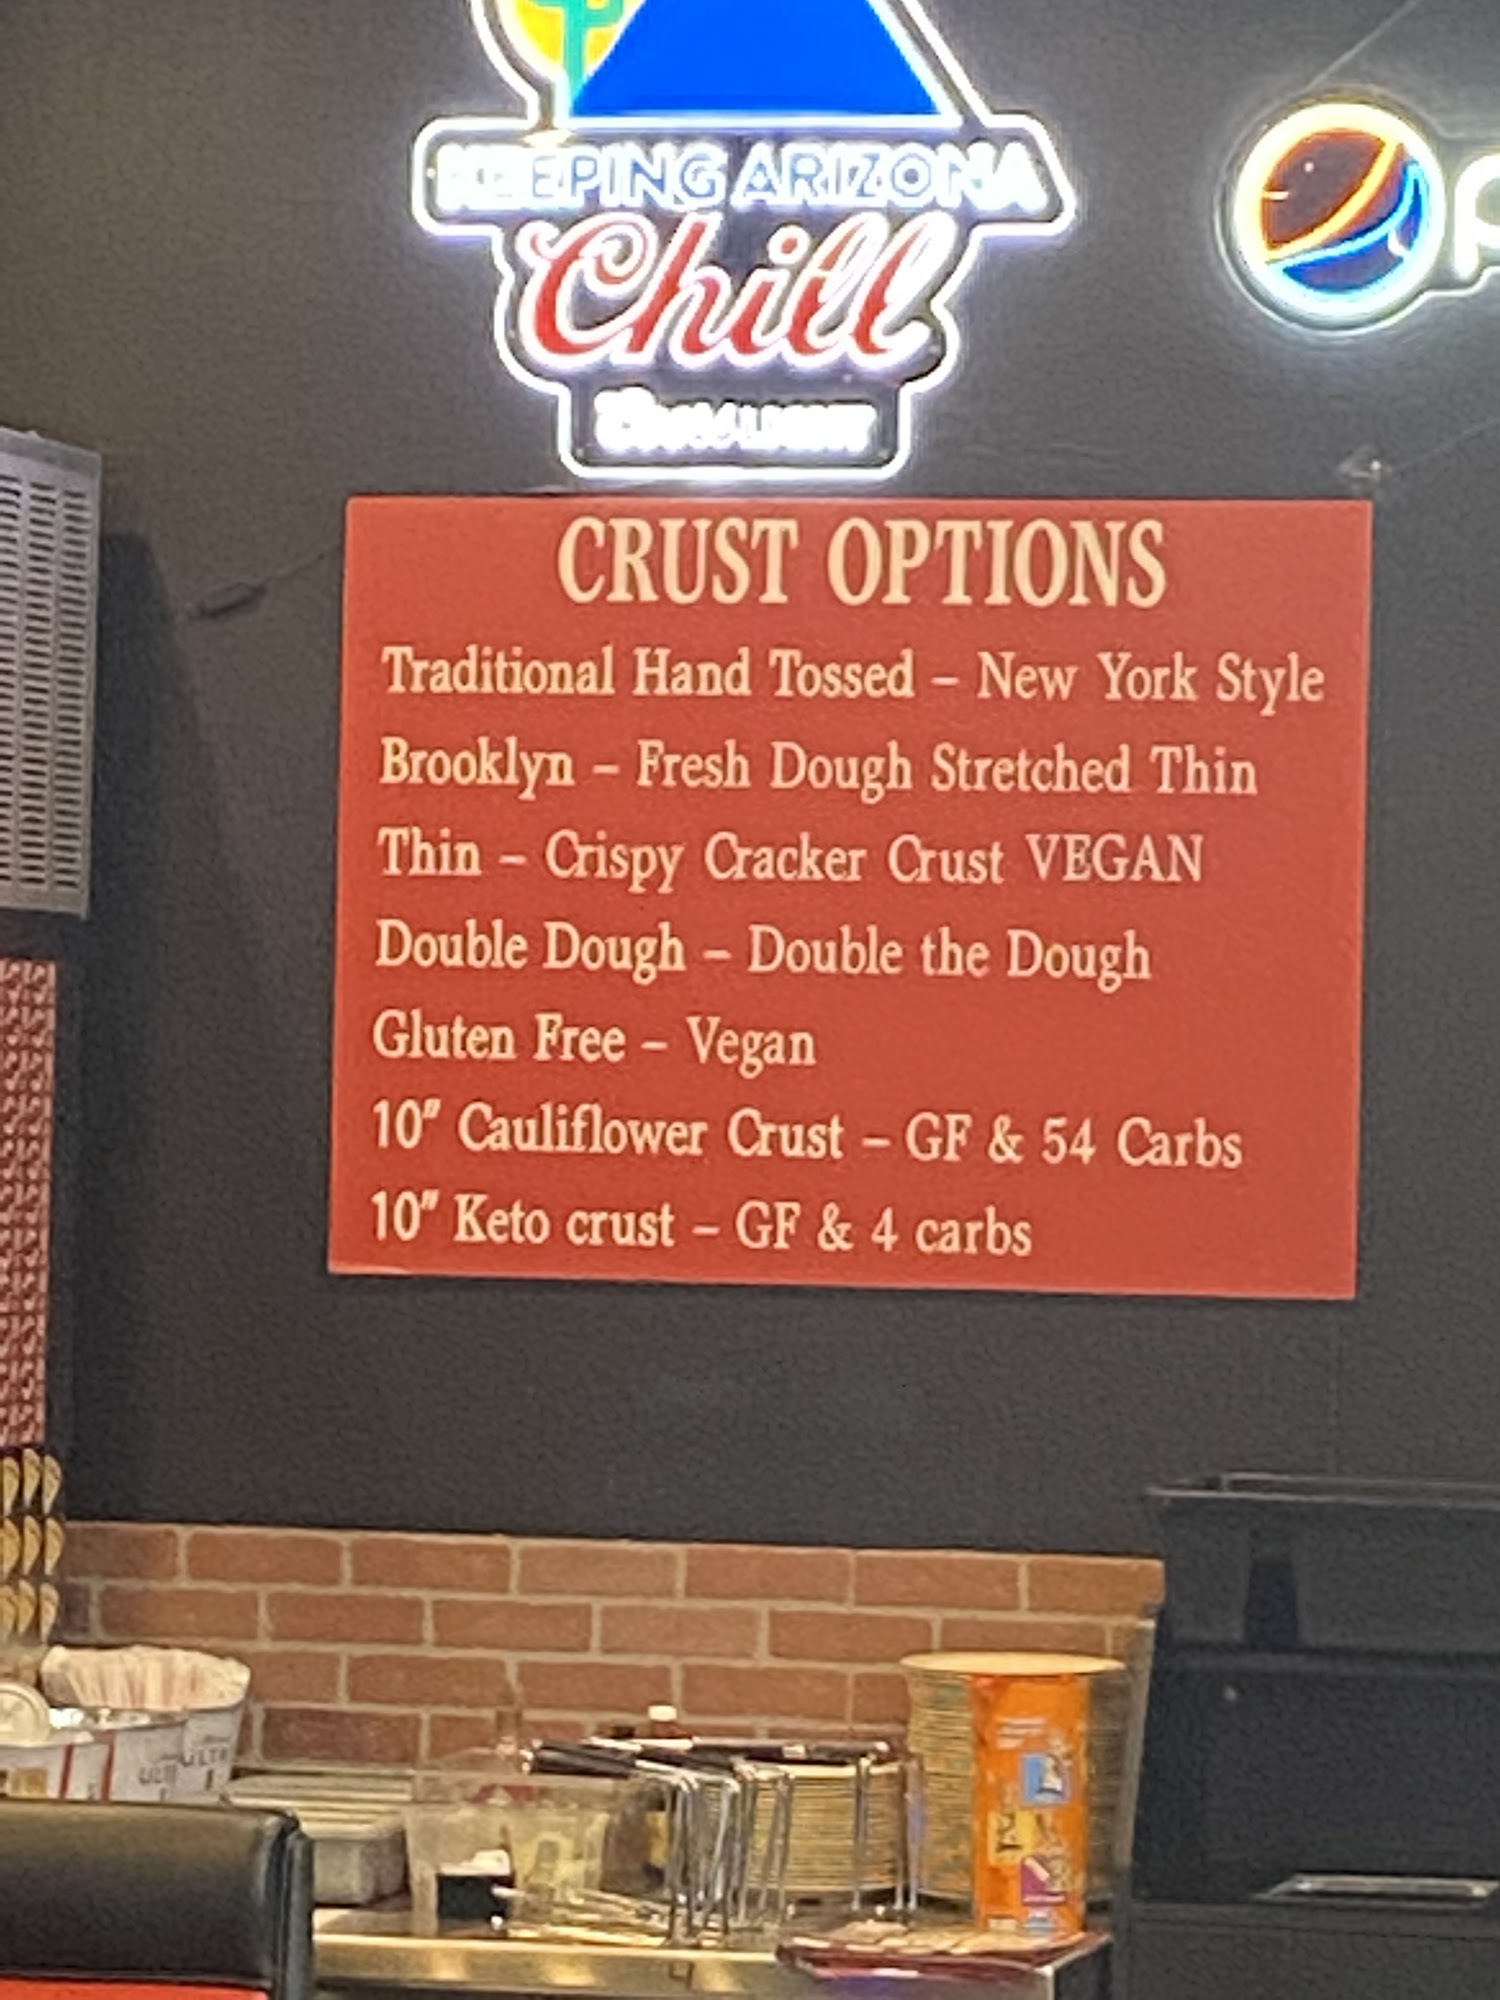 KEEPING ARIZONA
Chill
Coors LIGHT
CRUST OPTIONS
Traditional Hand Tossed – New York Style
Brooklyn – Fresh Dough Stretched Thin
Thin – Crispy Cracker Crust VEGAN
Double Dough – Double the Dough
Gluten Free – Vegan
10" Cauliflower Crust – GF & 54 Carbs
10" Keto crust – GF & 4 carbs